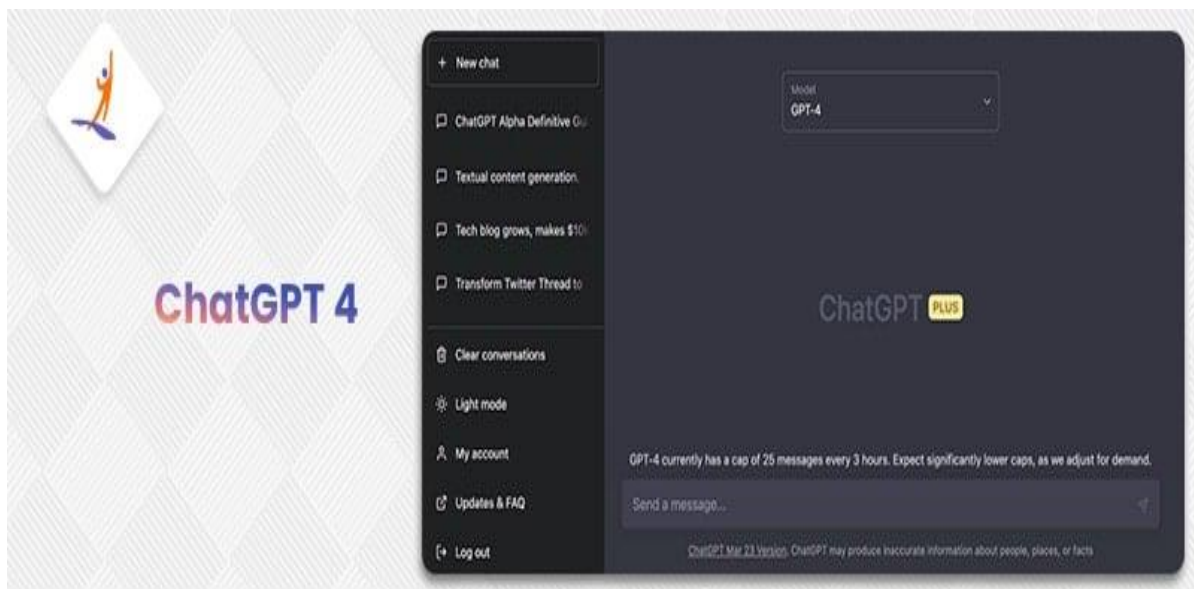 ChatGPT 4
+ New chat
ChatGPT Alpha Definitive Gu
Textual content generation.
Tech blog grows, makes $10
Transform Twitter Thread to
Clear conversations
Light mode
My account
Updates & FAQ
Log out
Model
GPT-4
ChatGPT PLUS
GPT-4 currently has a cap of 25 messages every 3 hours. Expect significantly lower caps, as we adjust for demand.
Send a message...
ChatGPT Mar 23 Version. ChatGPT may produce inaccurate information about people, places, or facts